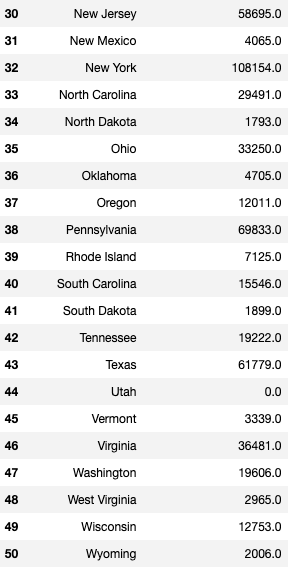 30 New Jersey 58695.0
31 New Mexico 4065.0
32 New York 108154.0
33 North Carolina 29491.0
34 North Dakota 1793.0
35 Ohio 33250.0
36 Oklahoma 4705.0
37 Oregon 12011.0
38 Pennsylvania 69833.0
39 Rhode Island 7125.0
40 South Carolina 15546.0
41 South Dakota 1899.0
42 Tennessee 19222.0
43 Texas 61779.0
44 Utah 0.0
45 Vermont 3339.0
46 Virginia 36481.0
47 Washington 19606.0
48 West Virginia 2965.0
49 Wisconsin 12753.0
50 Wyoming 2006.0